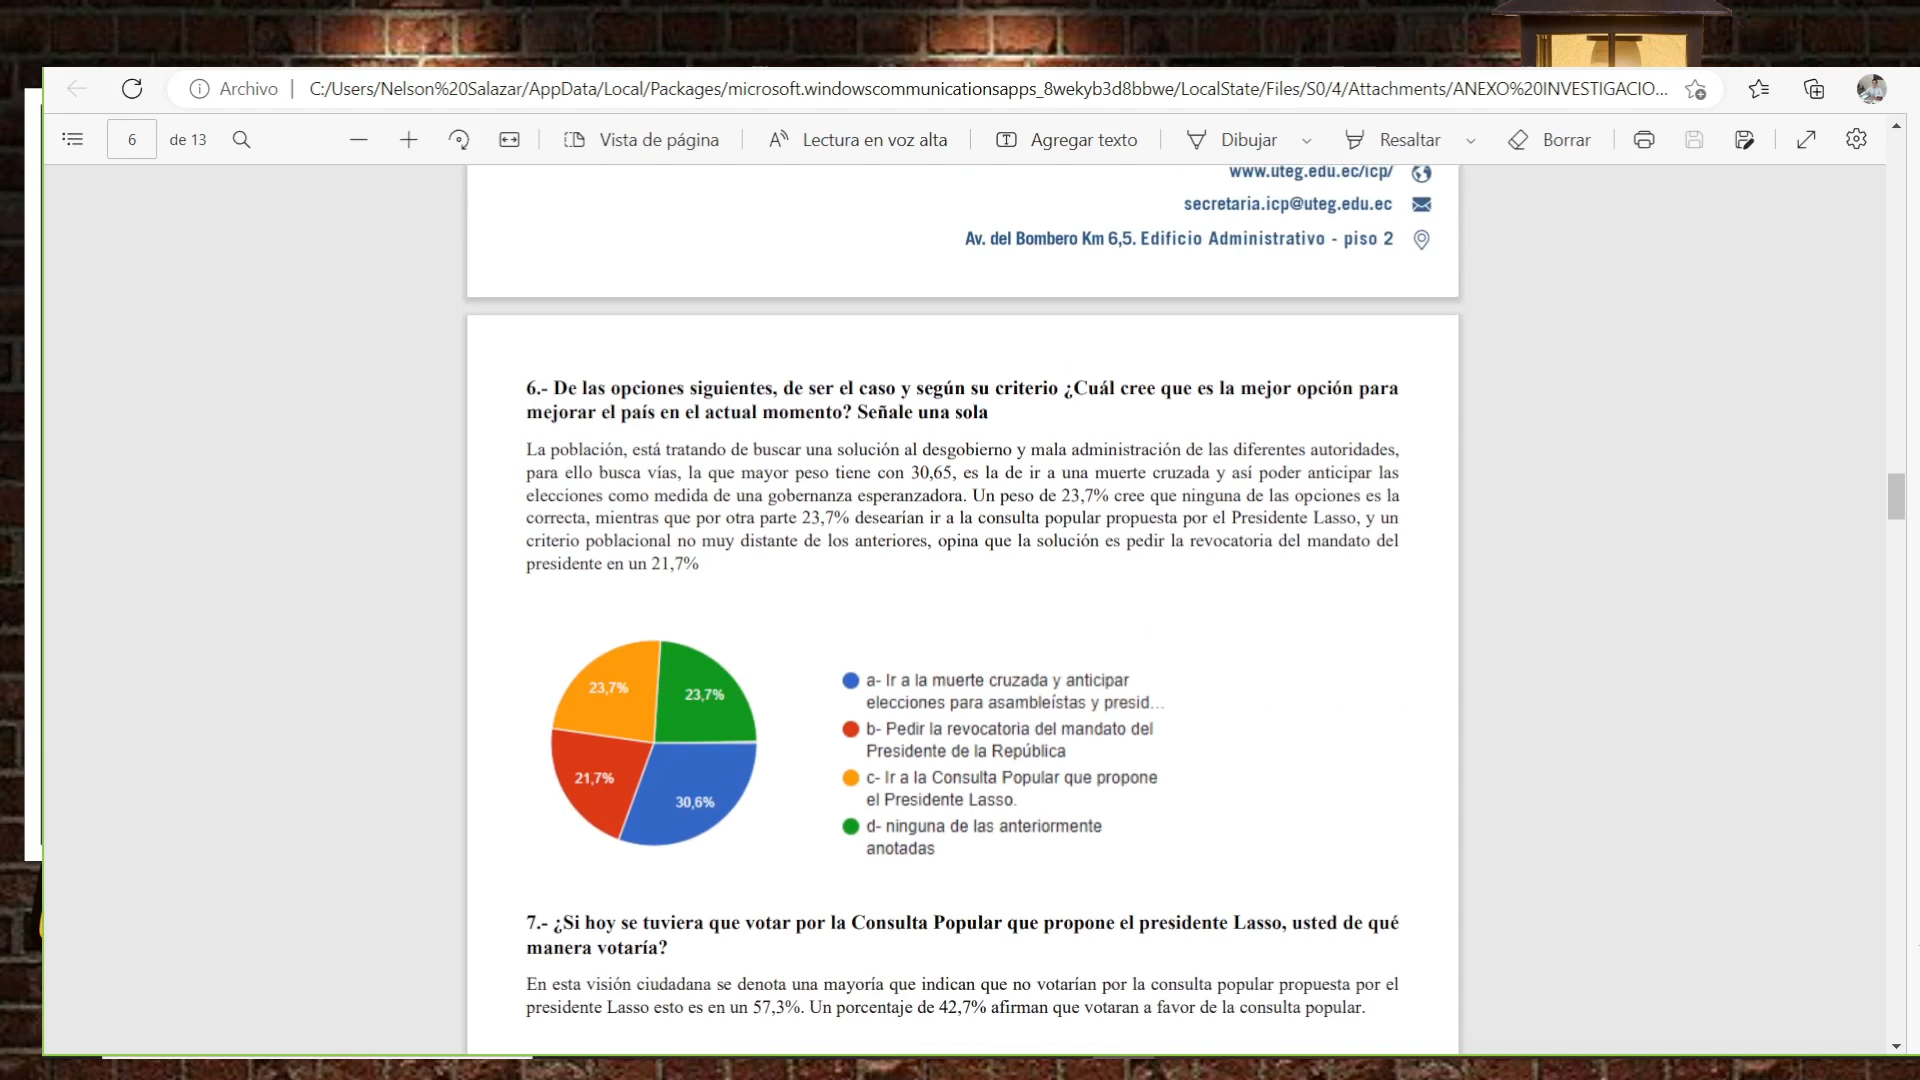 Archivo | C:/Users/Nelson%20Salazar/AppData/Local/Packages/microsoft.windowscommunicationsapps_8wekyb3d8bbwe/LocalState/Files/S0/4/Attachments/ANEXO%20INVESTIGACIO...
6 de 13 Vista de página Lectura en voz alta Agregar texto Dibujar Resaltar Borrar
www.uteg.edu.ec/icp/
secretaria.icp@uteg.edu.ec
Av. del Bombero Km 6,5. Edificio Administrativo - piso 2
6.- De las opciones siguientes, de ser el caso y según su criterio ¿Cuál cree que es la mejor opción para
mejorar el país en el actual momento? Señale una sola
La población, está tratando de buscar una solución al desgobierno y mala administración de las diferentes autoridades,
para ello busca vías, la que mayor peso tiene con 30,65, es la de ir a una muerte cruzada y así poder anticipar las
elecciones como medida de una gobernanza esperanzadora. Un peso de 23,7% cree que ninguna de las opciones es la
correcta, mientras que por otra parte 23,7% desearían ir a la consulta popular propuesta por el Presidente Lasso, y un
criterio poblacional no muy distante de los anteriores, opina que la solución es pedir la revocatoria del mandato del
presidente en un 21,7%
23,7%
23,7%
21,7%
30,6%
a- Ir a la muerte cruzada y anticipar
elecciones para asambleístas y presid...
b- Pedir la revocatoria del mandato del
Presidente de la República
c- Ir a la Consulta Popular que propone
el Presidente Lasso.
d- ninguna de las anteriormente
anotadas
7.- ¿Si hoy se tuviera que votar por la Consulta Popular que propone el presidente Lasso, usted de qué
manera votaría?
En esta visión ciudadana se denota una mayoría que indican que no votarían por la consulta popular propuesta por el
presidente Lasso esto es en un 57,3%. Un porcentaje de 42,7% afirman que votaran a favor de la consulta popular.